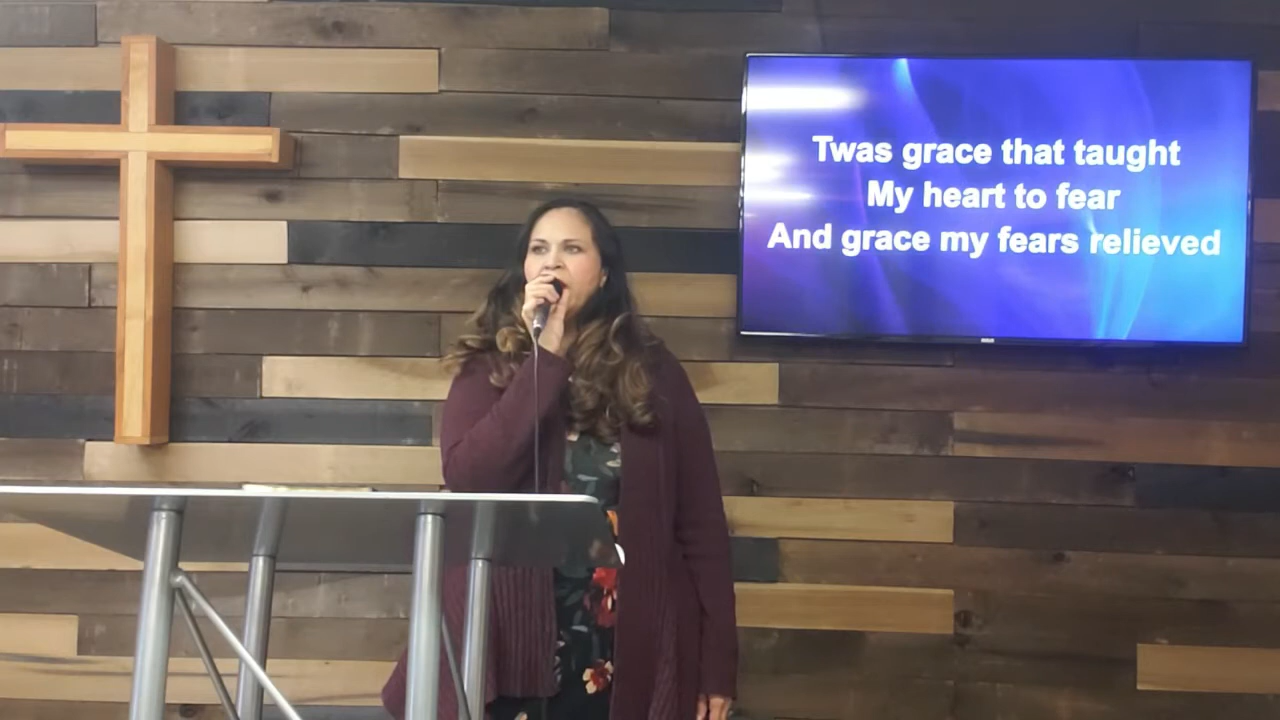 Twas grace that taught
My heart to fear
And grace my fears relieved